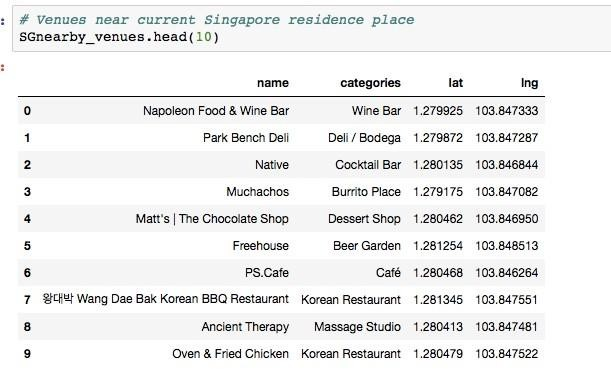 # Venues near current Singapore residence place
SGnearby_venues.head(10)
name categories lat lng
0 Napoleon Food & Wine Bar Wine Bar 1.279925 103.847333
1 Park Bench Deli Deli / Bodega 1.279872 103.847287
2 Native Cocktail Bar 1.280135 103.846844
3 Muchachos Burrito Place 1.279175 103.847082
4 Matt's | The Chocolate Shop Dessert Shop 1.280462 103.846950
5 Freehouse Beer Garden 1.281254 103.848513
6 PS.Cafe Café 1.280468 103.846264
7 왕대박 Wang Dae Bak Korean BBQ Restaurant Korean Restaurant 1.281345 103.847551
8 Ancient Therapy Massage Studio 1.280413 103.847481
9 Oven & Fried Chicken Korean Restaurant 1.280479 103.847522